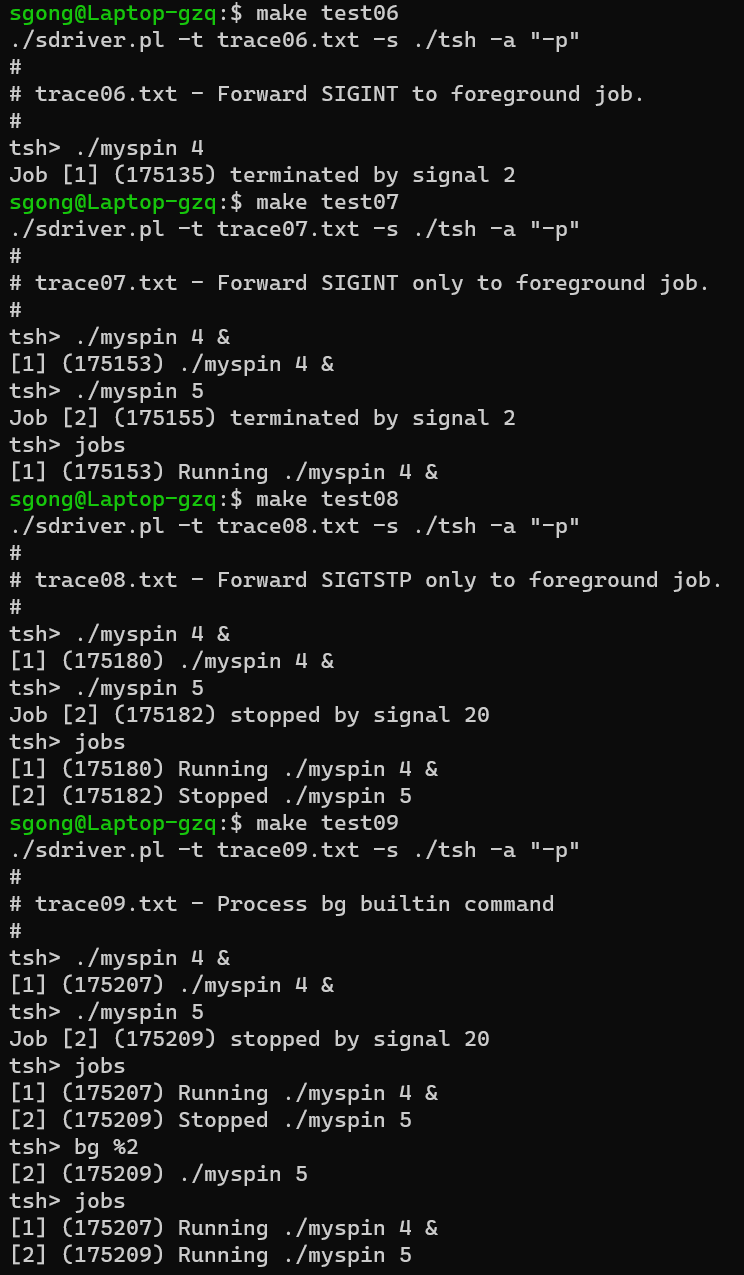 sgong@Laptop-gzq:$ make test06
./sdriver.pl -t trace06.txt -s ./tsh -a "-p"
#
# trace06.txt - Forward SIGINT to foreground job.
#
tsh> ./myspin 4
Job [1] (175135) terminated by signal 2
sgong@Laptop-gzq:$ make test07
./sdriver.pl -t trace07.txt -s ./tsh -a "-p"
#
# trace07.txt - Forward SIGINT only to foreground job.
#
tsh> ./myspin 4 &
[1] (175153) ./myspin 4 &
tsh> ./myspin 5
Job [2] (175155) terminated by signal 2
tsh> jobs
[1] (175153) Running ./myspin 4 &
sgong@Laptop-gzq:$ make test08
./sdriver.pl -t trace08.txt -s ./tsh -a "-p"
#
# trace08.txt - Forward SIGTSTP only to foreground job.
#
tsh> ./myspin 4 &
[1] (175180) ./myspin 4 &
tsh> ./myspin 5
Job [2] (175182) stopped by signal 20
tsh> jobs
[1] (175180) Running ./myspin 4 &
[2] (175182) Stopped ./myspin 5
sgong@Laptop-gzq:$ make test09
./sdriver.pl -t trace09.txt -s ./tsh -a "-p"
#
# trace09.txt - Process bg builtin command
#
tsh> ./myspin 4 &
[1] (175207) ./myspin 4 &
tsh> ./myspin 5
Job [2] (175209) stopped by signal 20
tsh> jobs
[1] (175207) Running ./myspin 4 &
[2] (175209) Stopped ./myspin 5
tsh> bg %2
[2] (175209) ./myspin 5
tsh> jobs
[1] (175207) Running ./myspin 4 &
[2] (175209) Running ./myspin 5